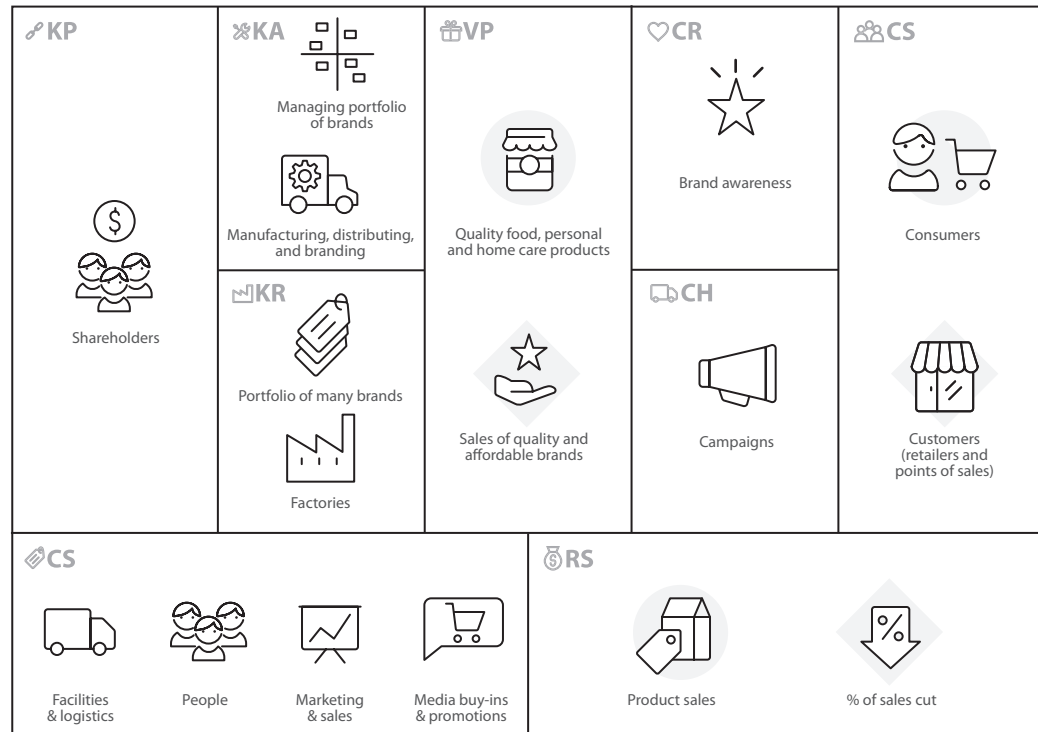 KP
Shareholders
KA
Managing portfolio
of brands
Manufacturing, distributing,
and branding
KR
Portfolio of many brands
Factories
VP
Quality food, personal
and home care products
Sales of quality and
affordable brands
CR
Brand awareness
CH
Campaigns
CS
Consumers
Customers
(retailers and
points of sales)
CS
Facilities
& logistics
People
Marketing
& sales
Media buy-ins
& promotions
RS
Product sales
% of sales cut